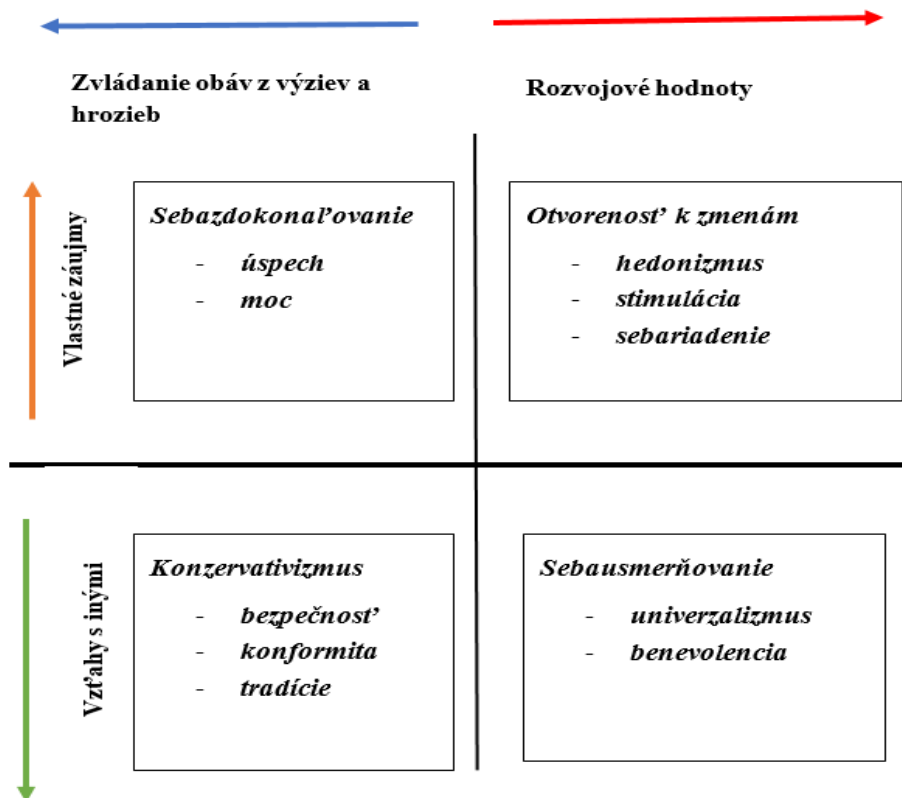 Zvládanie obáv z výziev a
hrozieb
Rozvojové hodnoty
Vlastné záujmy
Sebazdokonaľovanie
- úspech
- moc
Otvorenosť k zmenám
- hedonizmus
- stimulácia
- sebariadenie
Vzťahy s inými
Konzervativizmus
- bezpečnosť
- konformita
- tradície
Sebausmerňovanie
- univerzalizmus
- benevolencia